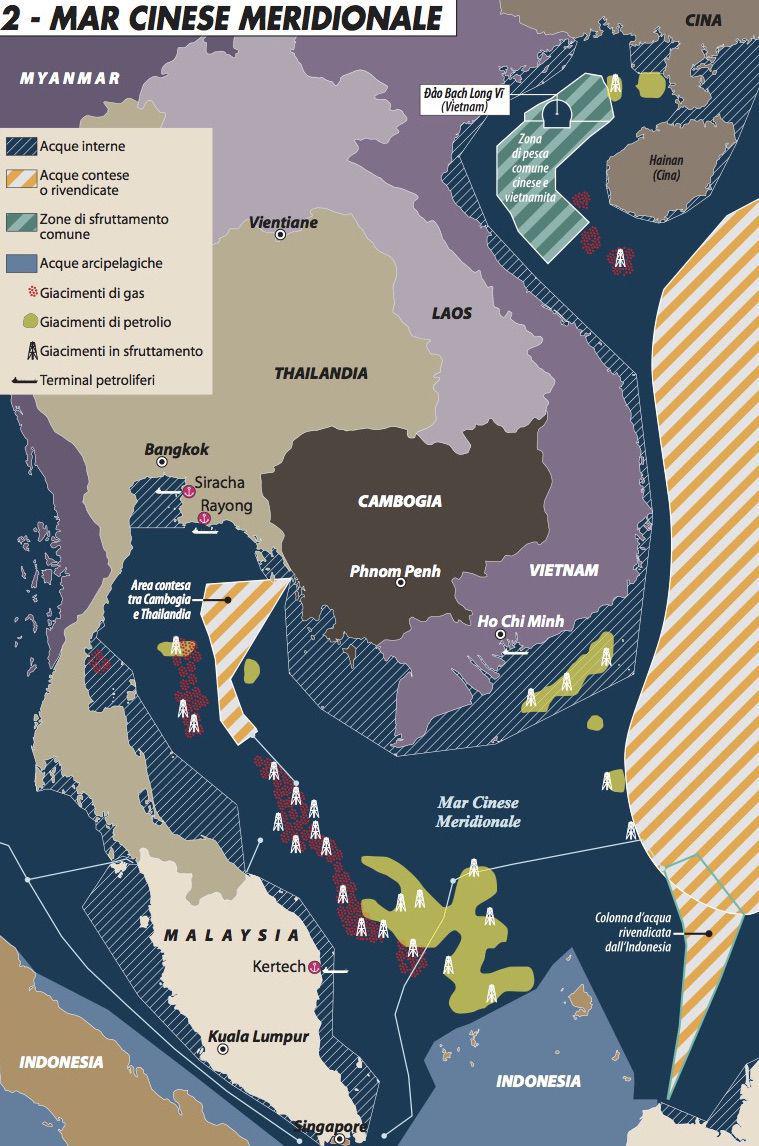 2 - MAR CINESE MERIDIONALE
CINA
MYANMAR
Đảo Bạch Long Vĩ
(Vietnam)
Zona
di pesca
comune
cinese e
vietnamita
Hainan
(Cina)
Acque interne
Acque contese
o rivendicate
Zone di sfruttamento
comune
Acque arcipelagiche
Giacimenti di gas
Giacimenti di petrolio
Giacimenti in sfruttamento
Terminal petroliferi
Vientiane
LAOS
THAILANDIA
Bangkok
Siracha
Rayong
CAMBOGIA
Phnom Penh
VIETNAM
Area contesa
tra Cambogia
e Thailandia
Ho Chi Minh
Mar Cinese
Meridionale
Colonna d'acqua
rivendicata
dall'Indonesia
MALAYSIA
Kertech
Kuala Lumpur
INDONESIA
INDONESIA
Singapore